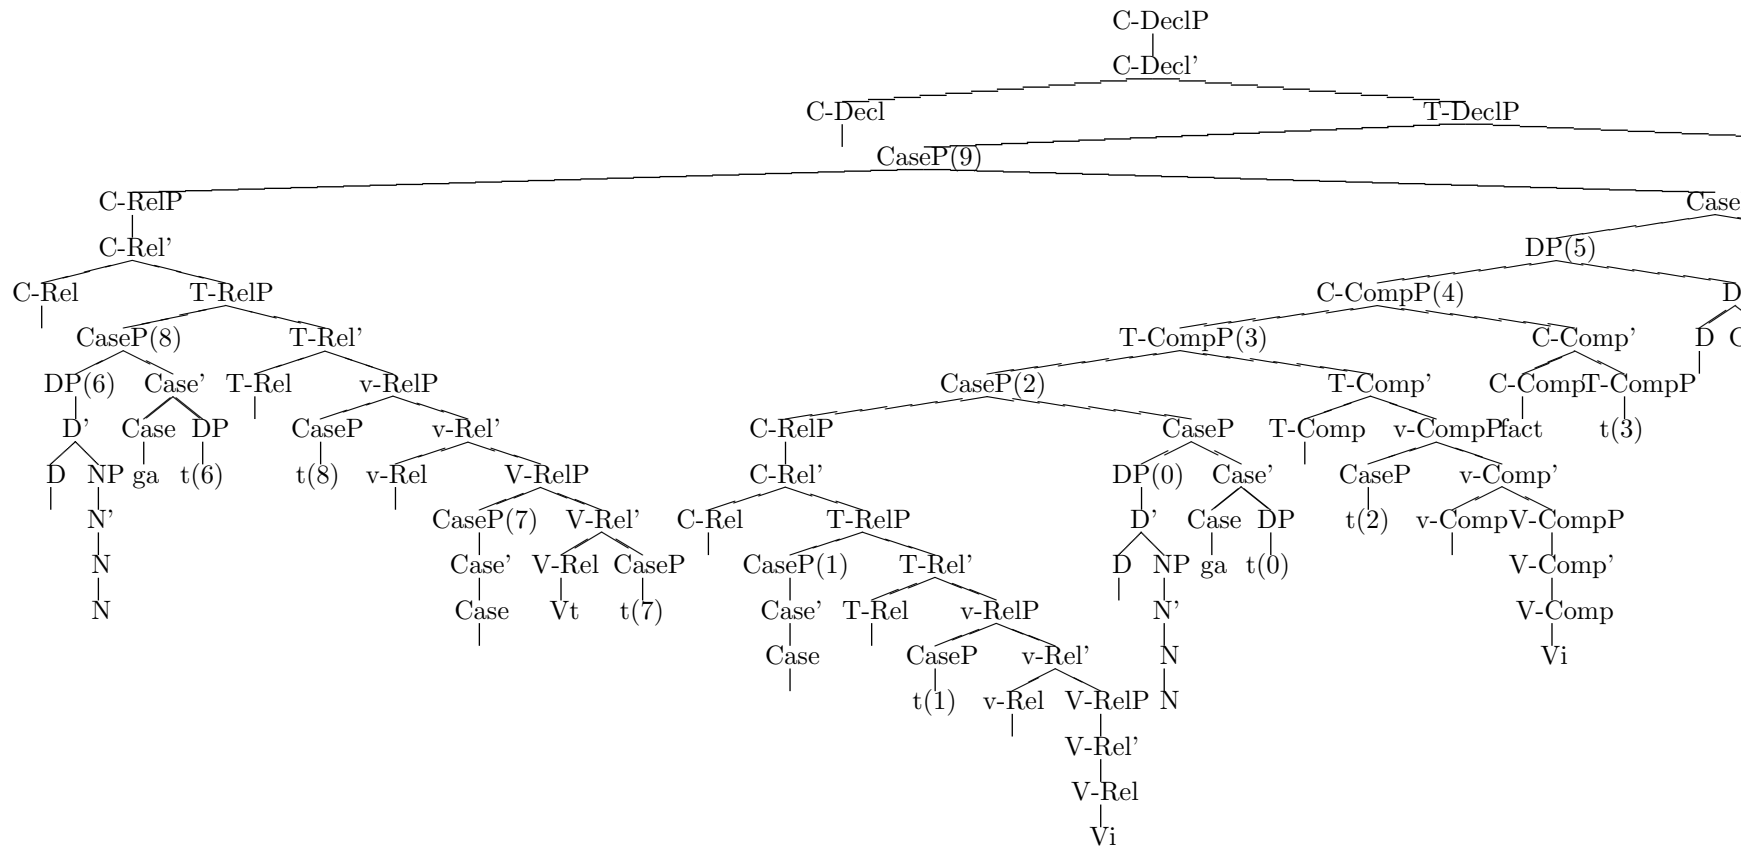 C-DeclP
C-Decl'
C-Decl T-DeclP
CaseP(9)
C-RelP Case
C-Rel' DP(5)
C-Rel T-RelP C-CompP(4) D
CaseP(8) T-Rel' T-CompP(3) C-Comp' D C
DP(6) Case' T-Rel v-RelP CaseP(2) T-Comp' C-Comp T-CompP
D' Case DP CaseP v-Rel' C-RelP CaseP T-Comp v-CompP fact t(3)
D NP ga t(6) t(8) v-Rel V-RelP C-Rel' DP(0) Case' CaseP v-Comp'
N' CaseP(7) V-Rel' C-Rel T-RelP D' Case DP t(2) v-Comp V-CompP
N Case' V-Rel CaseP CaseP(1) T-Rel' D NP ga t(0) V-Comp'
N Case Vt t(7) Case' T-Rel v-RelP N' V-Comp
Case CaseP v-Rel' N Vi
t(1) v-Rel V-RelP N
V-Rel'
V-Rel
Vi